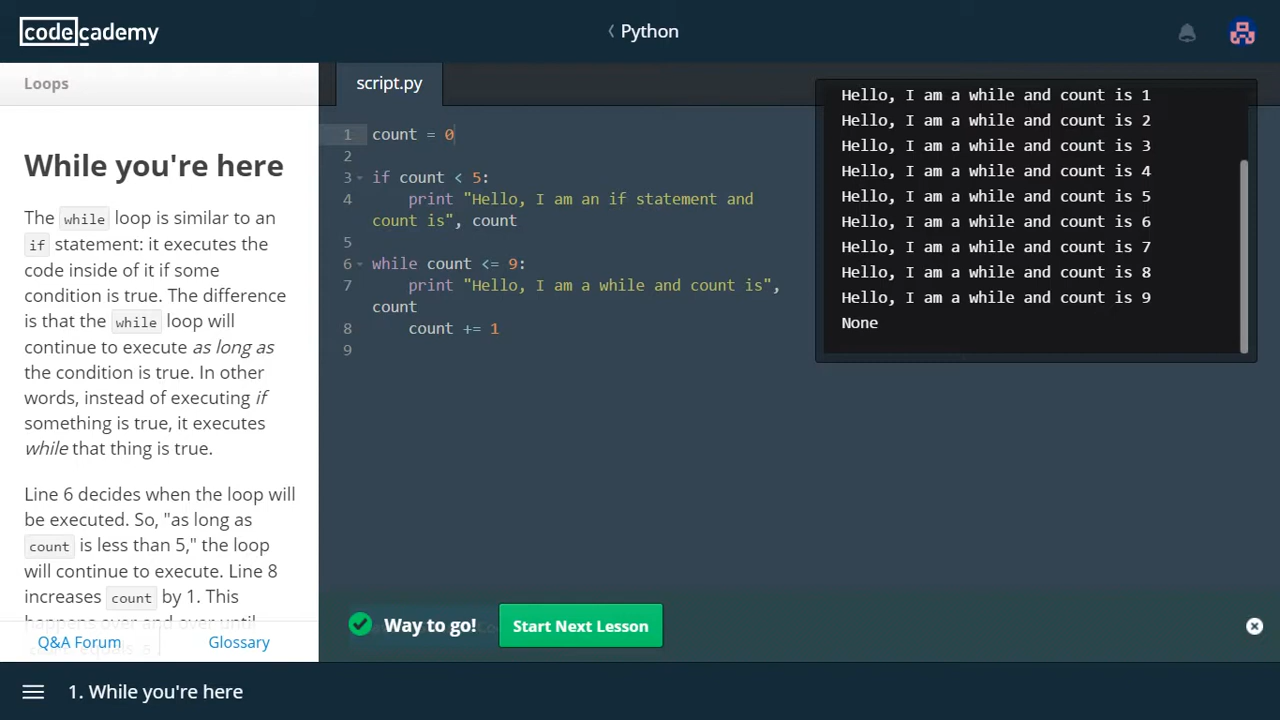 codecademy
Python
Loops
script.py
While you're here
The while loop is similar to an
if statement: it executes the
code inside of it if some
condition is true. The difference
is that the while loop will
continue to execute as long as
the condition is true. In other
words, instead of executing if
something is true, it executes
while that thing is true.
Line 6 decides when the loop will
be executed. So, "as long as
count is less than 5," the loop
will continue to execute. Line 8
increases count by 1. This
happens over and over until
Q&A Forum
Glossary
1 count = 0
2
3 if count < 5:
4 print "Hello, I am an if statement and
count is", count
5
6 while count <= 9:
7 print "Hello, I am a while and count is",
count
8 count += 1
9
Hello, I am a while and count is 1
Hello, I am a while and count is 2
Hello, I am a while and count is 3
Hello, I am a while and count is 4
Hello, I am a while and count is 5
Hello, I am a while and count is 6
Hello, I am a while and count is 7
Hello, I am a while and count is 8
Hello, I am a while and count is 9
None
Way to go!
Start Next Lesson
1. While you're here